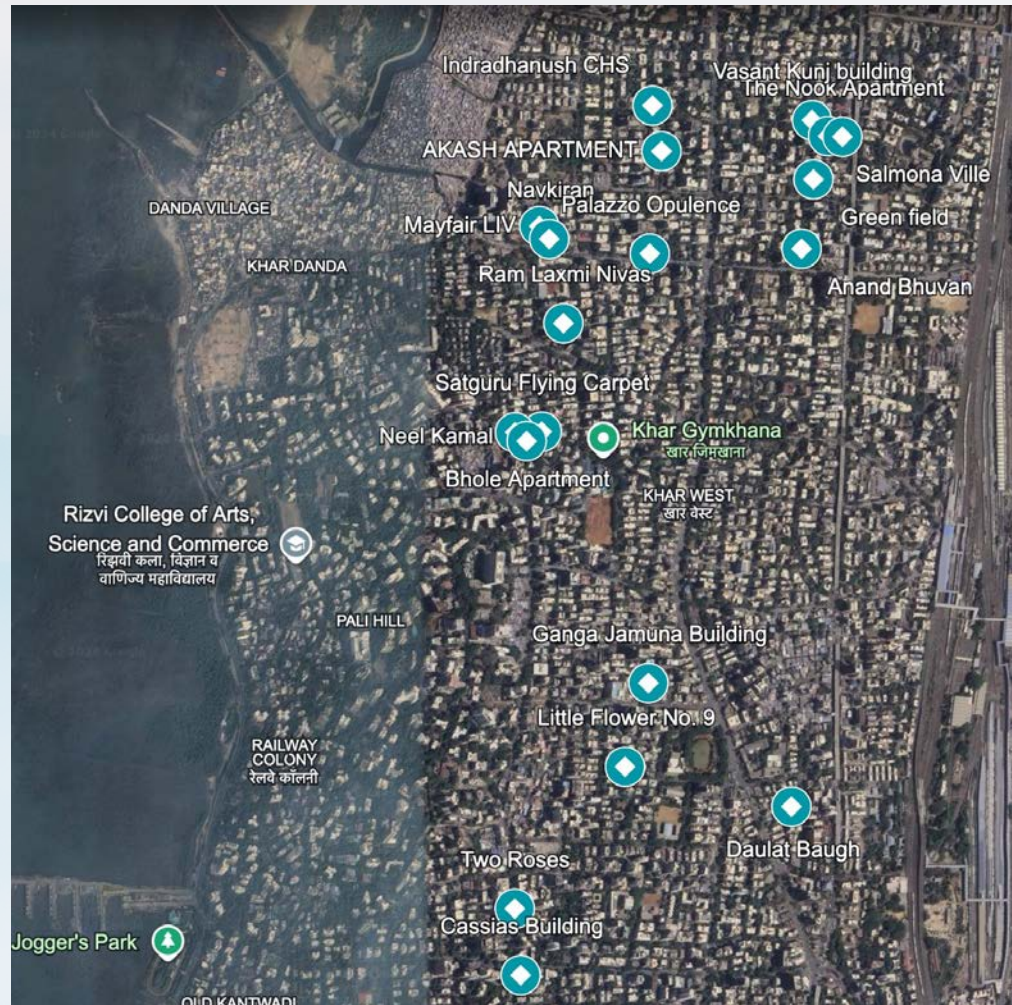 Indradhanush CHS
Vasant Kunj building
The Nook Apartment
AKASH APARTMENT
Salmona Ville
Navkiran
Palazzo Opulence
DANDA VILLAGE
Mayfair LIV
Green field
KHAR DANDA
Ram Laxmi Nivas
Anand Bhuvan
Satguru Flying Carpet
Neel Kamal
Khar Gymkhana
खार जिमखाना
Bhole Apartment
KHAR WEST
खार वेस्ट
Rizvi College of Arts,
Science and Commerce
रिझवी कला, विज्ञान व
वाणिज्य महाविद्यालय
PALI HILL
Ganga Jamuna Building
Little Flower No. 9
RAILWAY
COLONY
रेल्वे कॉलनी
Daulat Baugh
Two Roses
Cassias Building
Jogger's Park
OLD KANTWADI